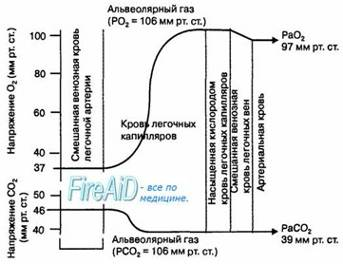 Альвеолярный газ
(PO₂ = 106 мм рт. ст.)
Напряжение O₂ (мм рт. ст.)
100
80
60
37
Смешанная венозная кровь
легочной артерии
Кровь легочных
капилляров
Насыщенная кислородом
кровь легочных капилляров
Смешанная венозная
кровь легочных вен
Артериальная кровь
PaO₂
97 мм рт. ст.
FireAiD - все по
медицине.
Напряжение CO₂
(мм рт. ст.)
50
46
40
Альвеолярный газ
(PCO₂ = 106 мм рт. ст.)
PaCO₂
39 мм рт. ст.